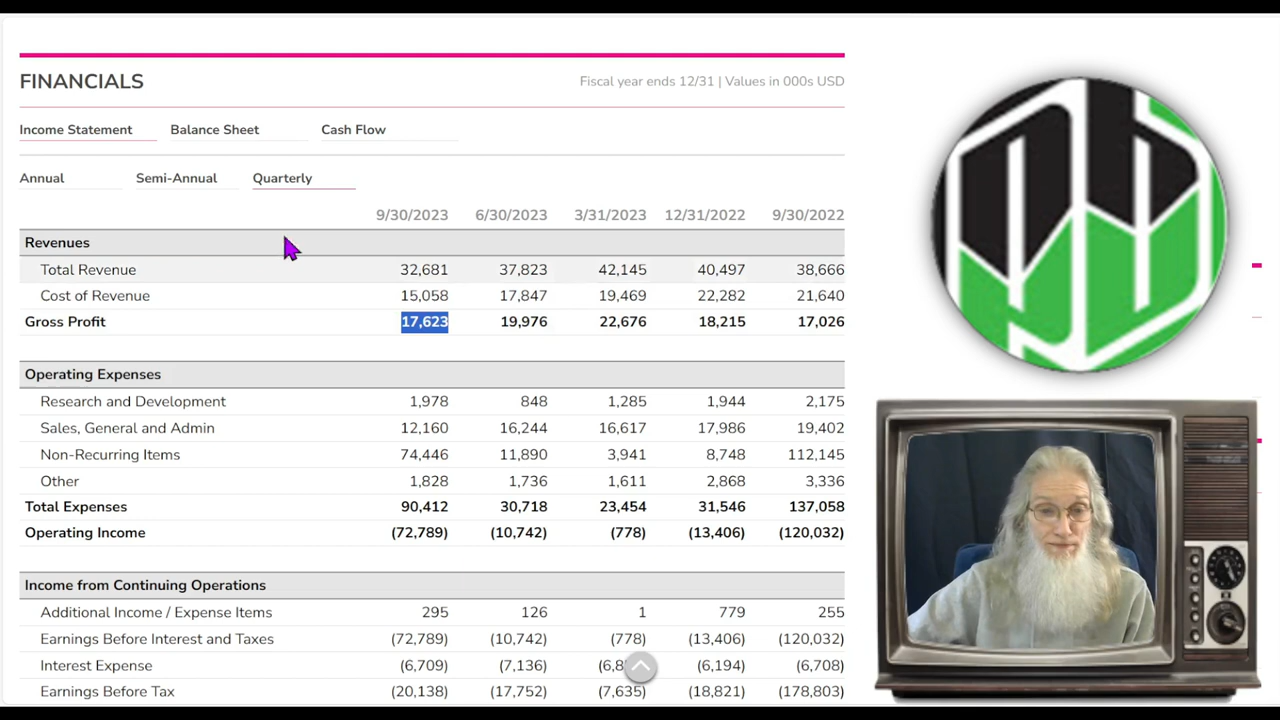 FINANCIALS
Fiscal year ends 12/31 | Values in 000s USD
Income Statement Balance Sheet Cash Flow
Annual Semi-Annual Quarterly
9/30/2023 6/30/2023 3/31/2023 12/31/2022 9/30/2022
Revenues
Total Revenue 32,681 37,823 42,145 40,497 38,666
Cost of Revenue 15,058 17,847 19,469 22,282 21,640
Gross Profit 17,623 19,976 22,676 18,215 17,026
Operating Expenses
Research and Development 1,978 848 1,285 1,944 2,175
Sales, General and Admin 12,160 16,244 16,617 17,986 19,402
Non-Recurring Items 74,446 11,890 3,941 8,748 112,145
Other 1,828 1,736 1,611 2,868 3,336
Total Expenses 90,412 30,718 23,454 31,546 137,058
Operating Income (72,789) (10,742) (778) (13,406) (120,032)
Income from Continuing Operations
Additional Income / Expense Items 295 126 1 779 255
Earnings Before Interest and Taxes (72,789) (10,742) (778) (13,406) (120,032)
Interest Expense (6,709) (7,136) (6,194) (6,708)
Earnings Before Tax (20,138) (17,752) (7,635) (18,821) (178,803)